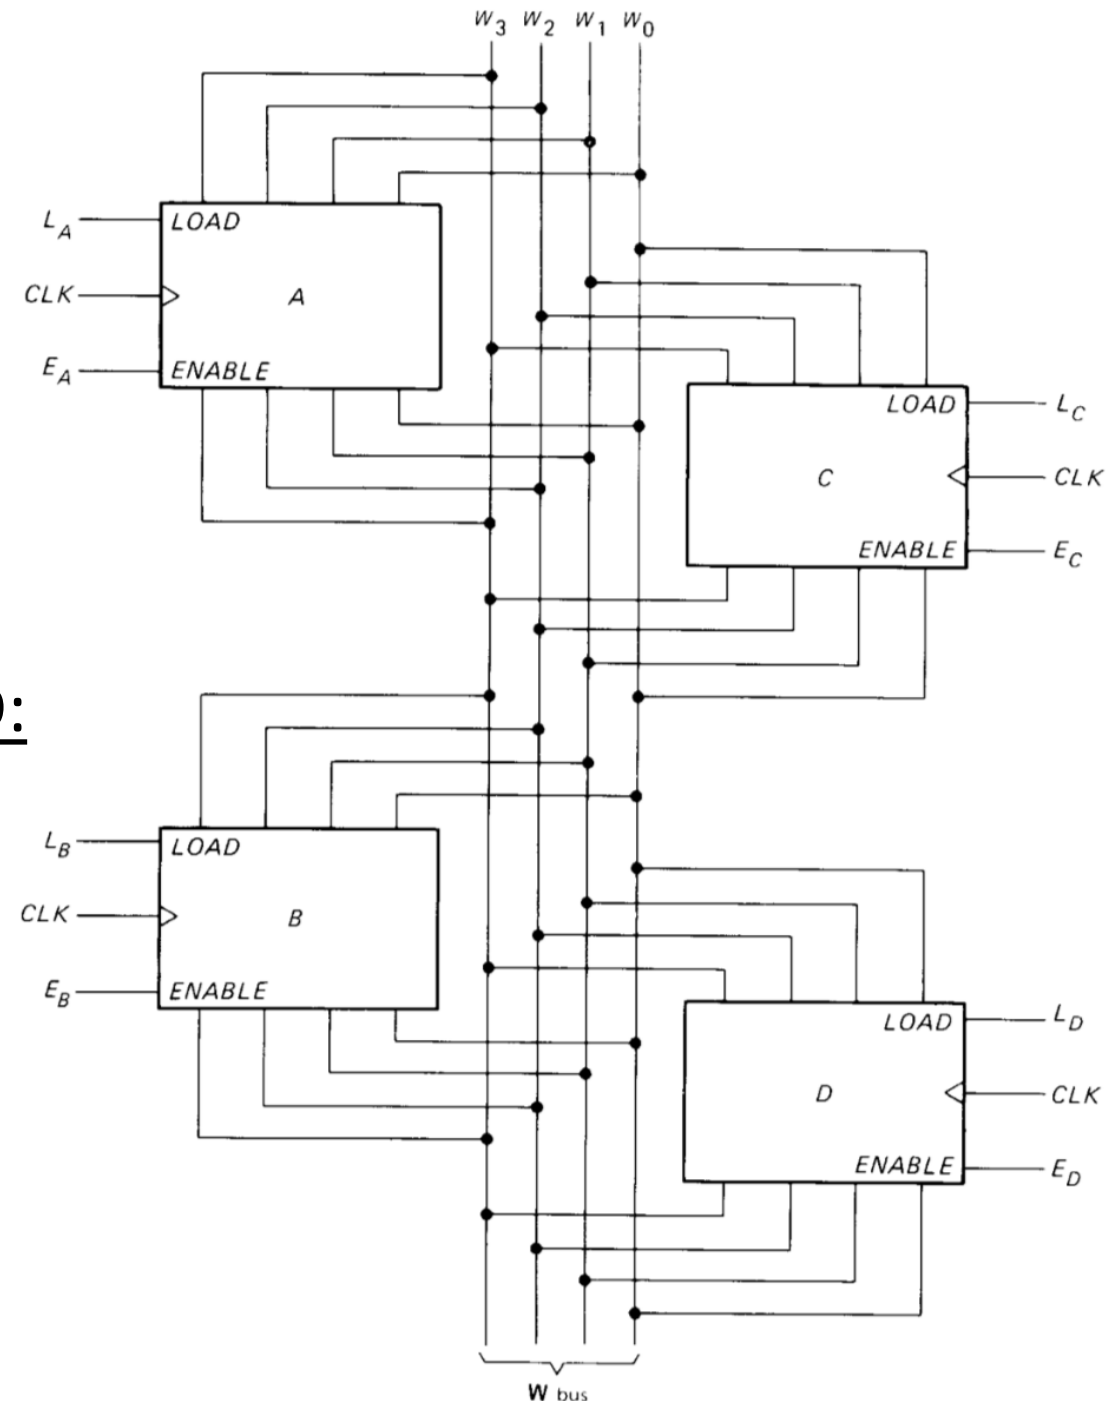 W3 W2 W1 W0
LA LOAD
CLK A
EA ENABLE
LOAD LC
C CLK
ENABLE EC
):
LB LOAD
CLK B
EB ENABLE
LOAD LD
D CLK
ENABLE ED
W bus